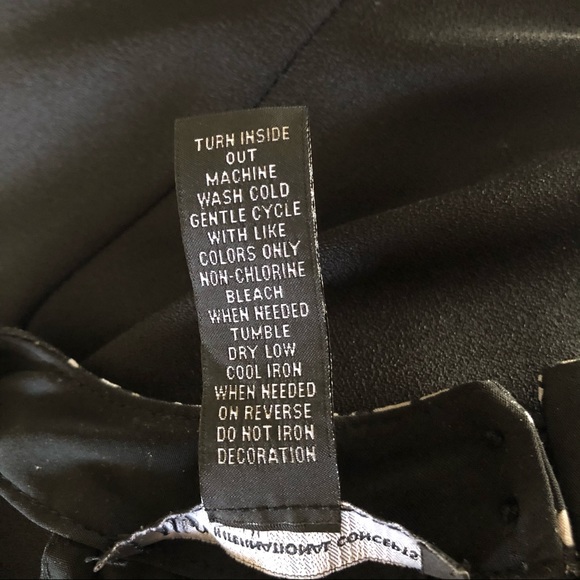 TURN INSIDE
OUT
MACHINE
WASH COLD
GENTLE CYCLE
WITH LIKE
COLORS ONLY
NON-CHLORINE
BLEACH
WHEN NEEDED
TUMBLE
DRY LOW
COOL IRON
WHEN NEEDED
ON REVERSE
DO NOT IRON
DECORATION
INTERNATIONAL CONCEPTS